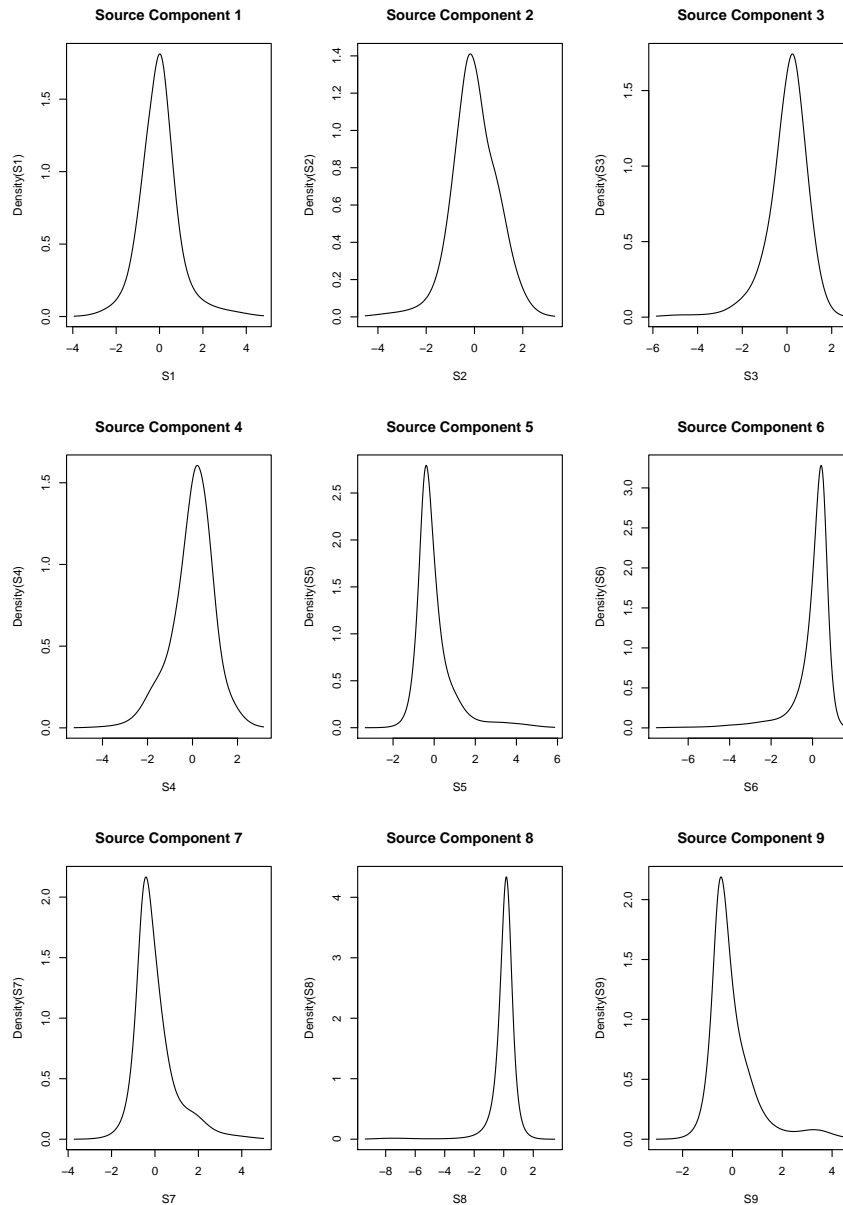 Source Component 1
Source Component 2
Source Component 3
0.0 0.5 1.0 1.5
Density(S1)
−4 −2 0 2 4
S1
0.0 0.2 0.4 0.6 0.8 1.0 1.2 1.4
Density(S2)
−4 −2 0 2
S2
0.0 0.5 1.0 1.5
Density(S3)
−6 −4 −2 0 2
S3
Source Component 4
Source Component 5
Source Component 6
0.0 0.5 1.0 1.5
Density(S4)
−4 −2 0 2
S4
0.0 0.5 1.0 1.5 2.0 2.5
Density(S5)
−2 0 2 4 6
S5
0.0 0.5 1.0 1.5 2.0 2.5 3.0
Density(S6)
−6 −4 −2 0
S6
Source Component 7
Source Component 8
Source Component 9
0.0 0.5 1.0 1.5 2.0
Density(S7)
−4 −2 0 2 4
S7
0 1 2 3 4
Density(S8)
−8 −6 −4 −2 0 2
S8
0.0 0.5 1.0 1.5 2.0
Density(S9)
−2 0 2 4
S9